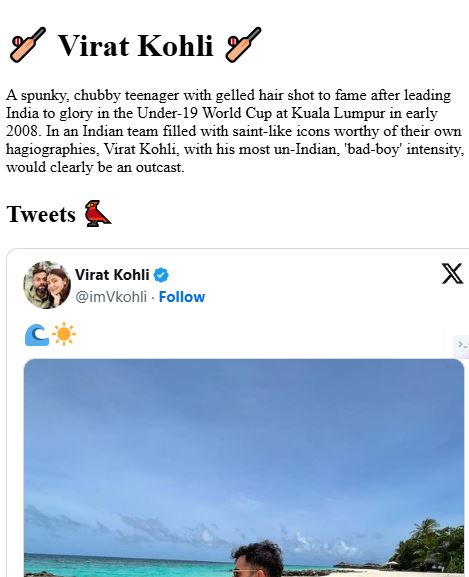 🏏 Virat Kohli 🏏
A spunky, chubby teenager with gelled hair shot to fame after leading
India to glory in the Under-19 World Cup at Kuala Lumpur in early
2008. In an Indian team filled with saint-like icons worthy of their own
hagiographies, Virat Kohli, with his most un-Indian, 'bad-boy' intensity,
would clearly be an outcast.
Tweets 🐦
Virat Kohli
@imVkohli · Follow
🌊☀️